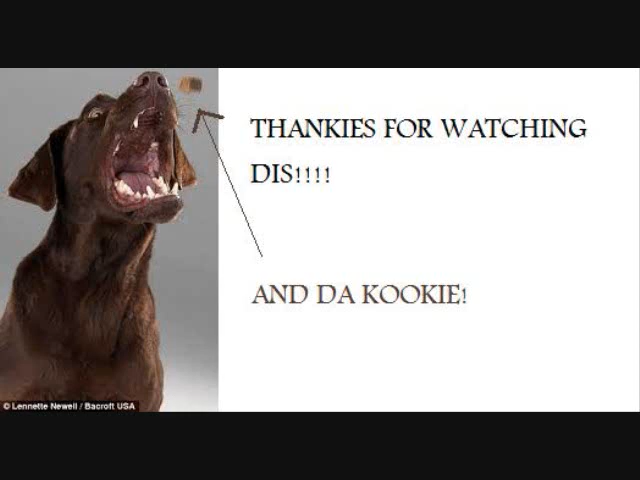 THANKIES FOR WATCHING
DIS!!!!
AND DA KOOKIE!
© Lennette Newell / Bacroft USA